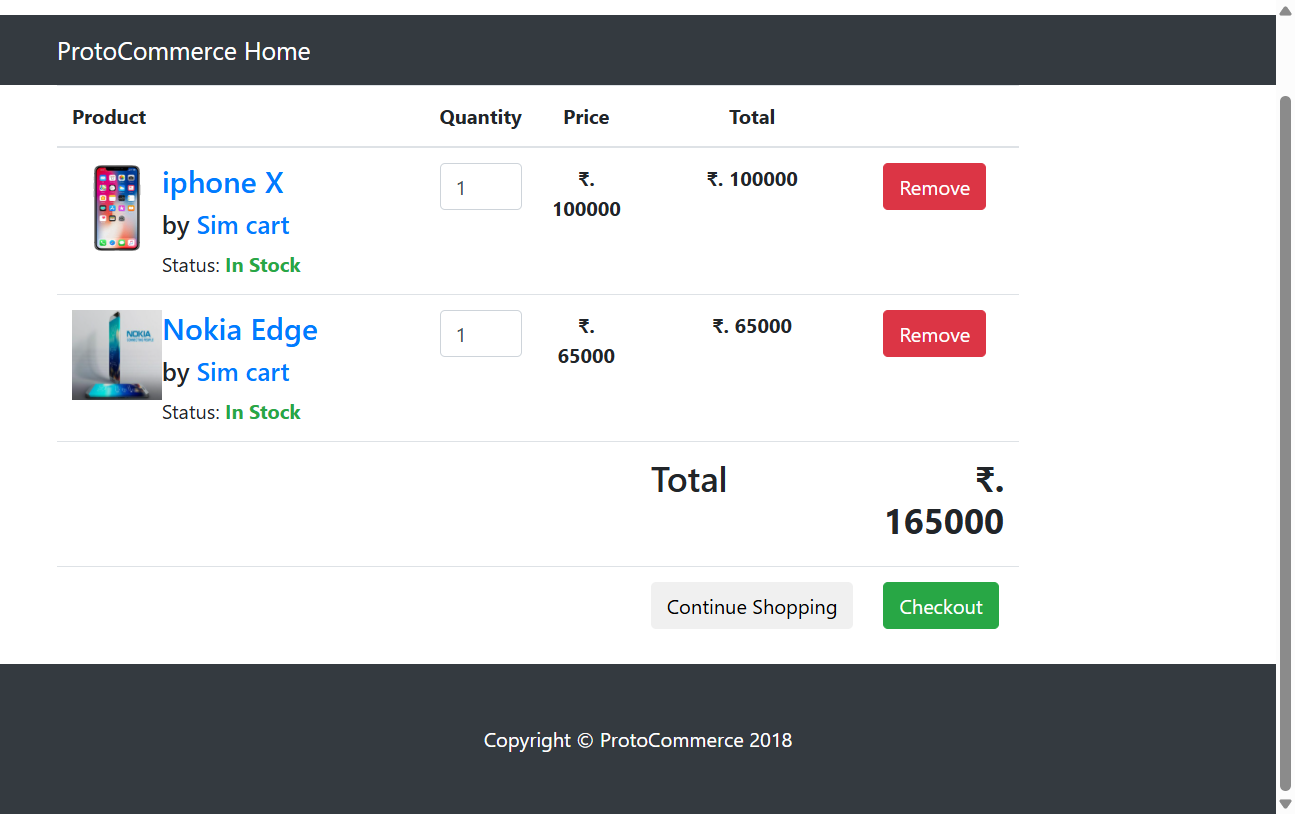 ProtoCommerce Home
Product Quantity Price Total
iphone X 1 ₹. ₹. 100000 Remove
100000
by Sim cart
Status: In Stock
NOKIA
Nokia Edge 1 ₹. ₹. 65000 Remove
65000
by Sim cart
Status: In Stock
Total ₹.
165000
Continue Shopping Checkout
Copyright © ProtoCommerce 2018